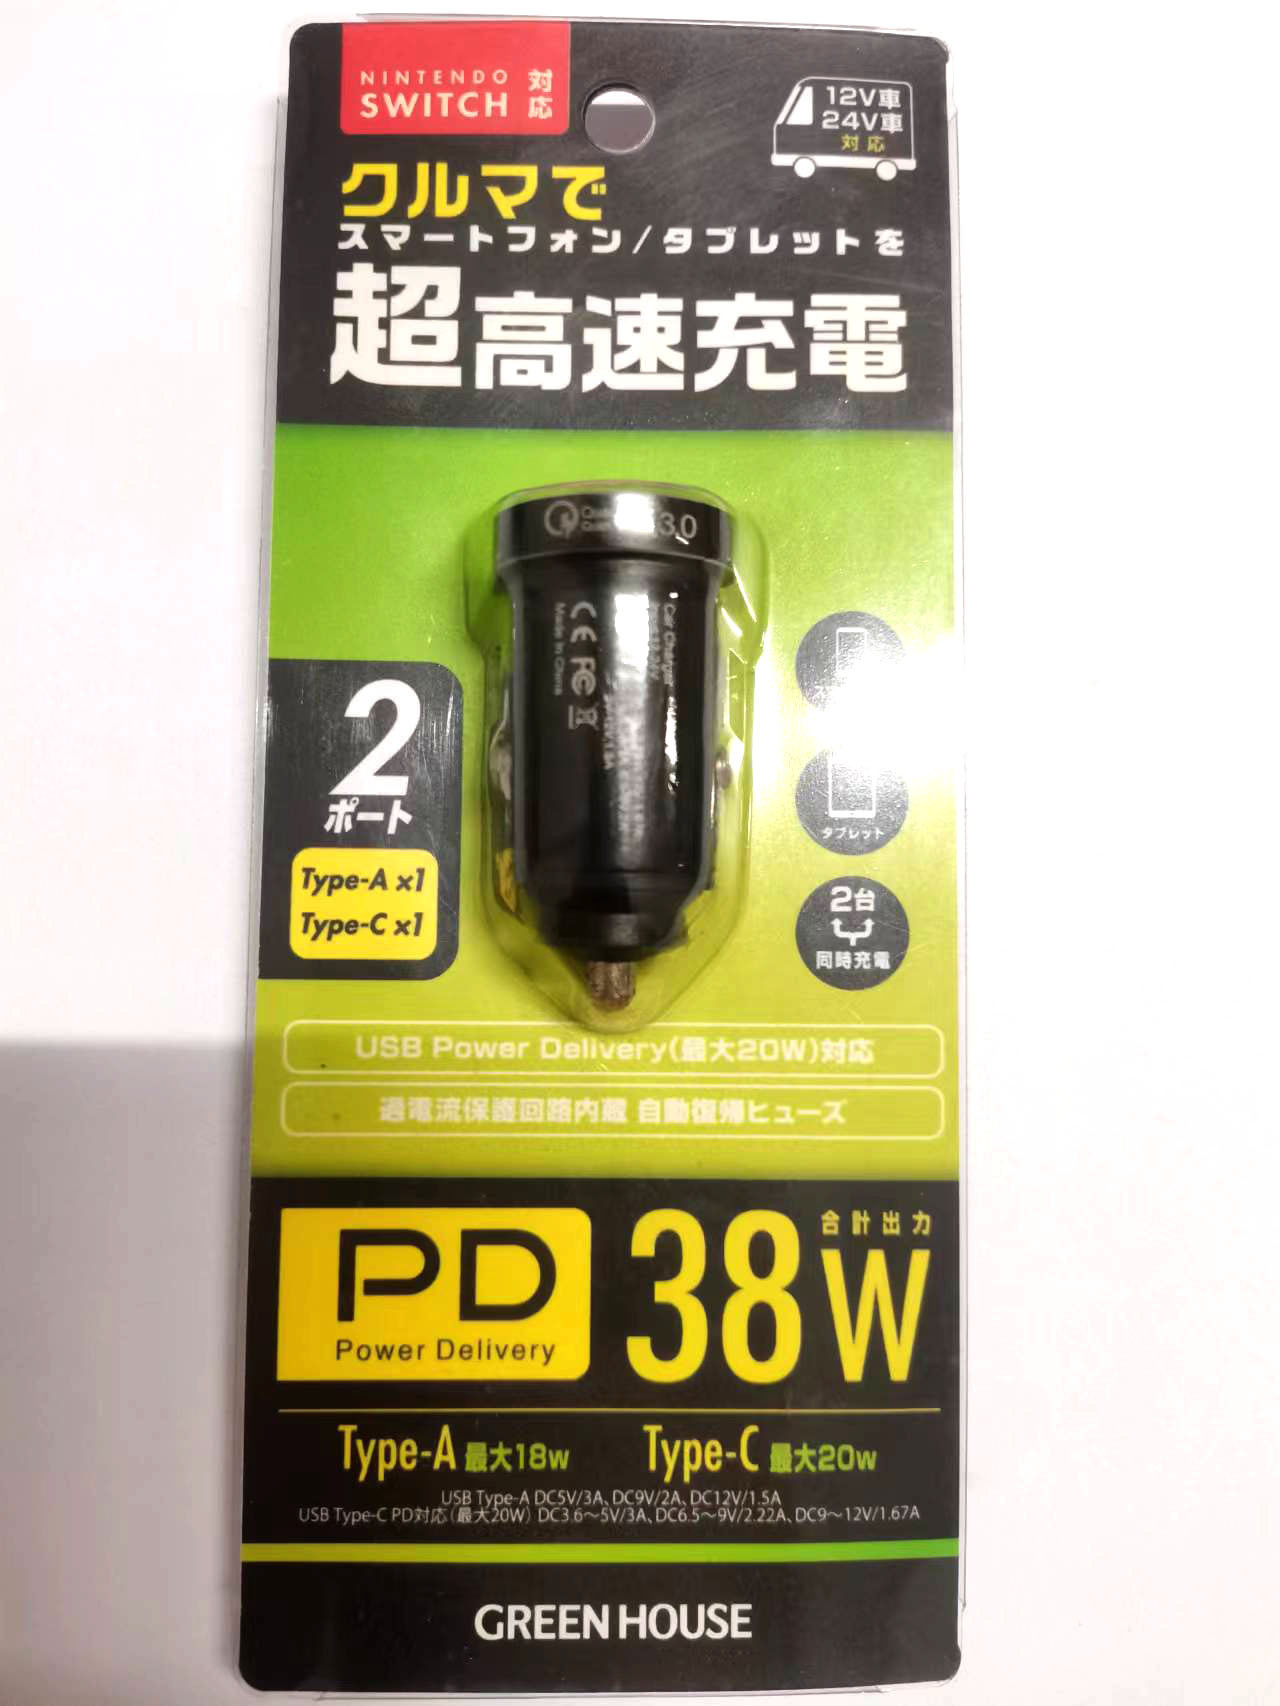 NINTENDO
SWITCH
対応
12V車
24V車
対応
クルマで
スマートフォン/タブレットを
超高速充電
3.0
Car Charger
CE FC
Made in China
2
ポート
Type-A x1
Type-C x1
タブレット
2台
同時充電
USB Power Delivery(最大20W)対応
過電流保護回路内蔵 自動復帰ヒューズ
PD
Power Delivery
38W
合計出力
Type-A 最大18W
Type-C 最大20W
USB Type-A DC5V/3A、DC9V/2A、DC12V/1.5A
USB Type-C PD対応（最大20W）DC3.6～5V/3A、DC6.5～9V/2.22A、DC9～12V/1.67A
GREEN HOUSE